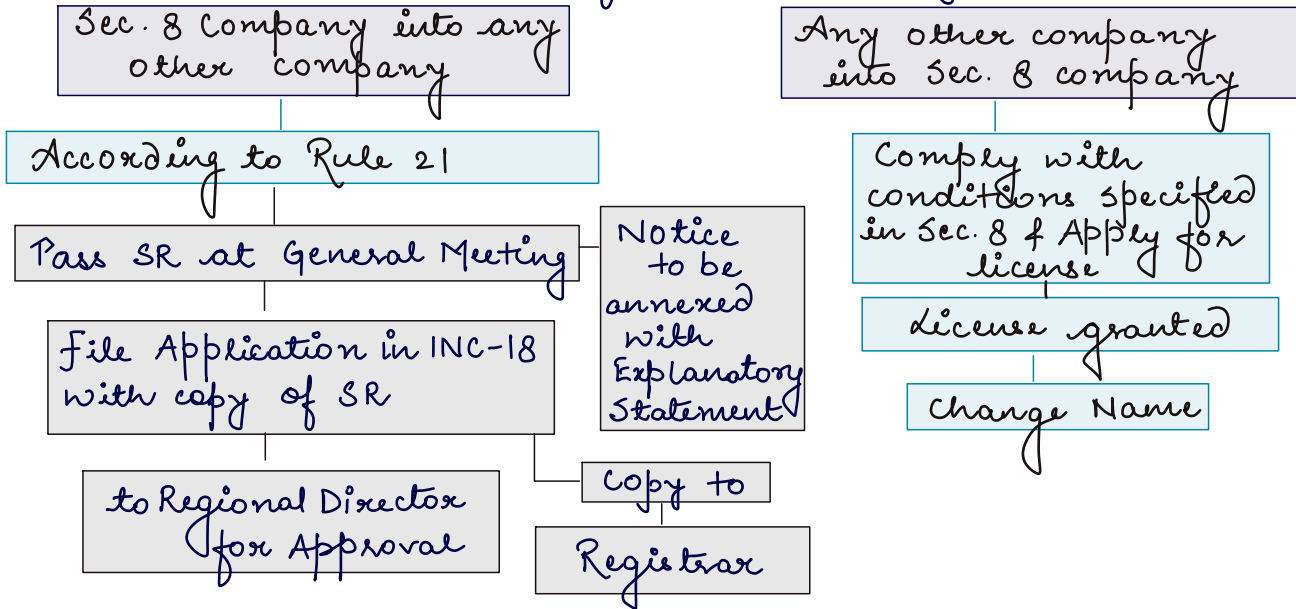 Sec. 8 Company into any
other company
According to Rule 21
Pass SR at General Meeting
Notice
to be
annexed
with
Explanatory
Statement
File Application in INC-18
with copy of SR
to Regional Director
for Approval
Copy to
Registrar
Any other company
into Sec. 8 company
Comply with
conditions specified
in Sec. 8 & Apply for
license
License granted
Change Name